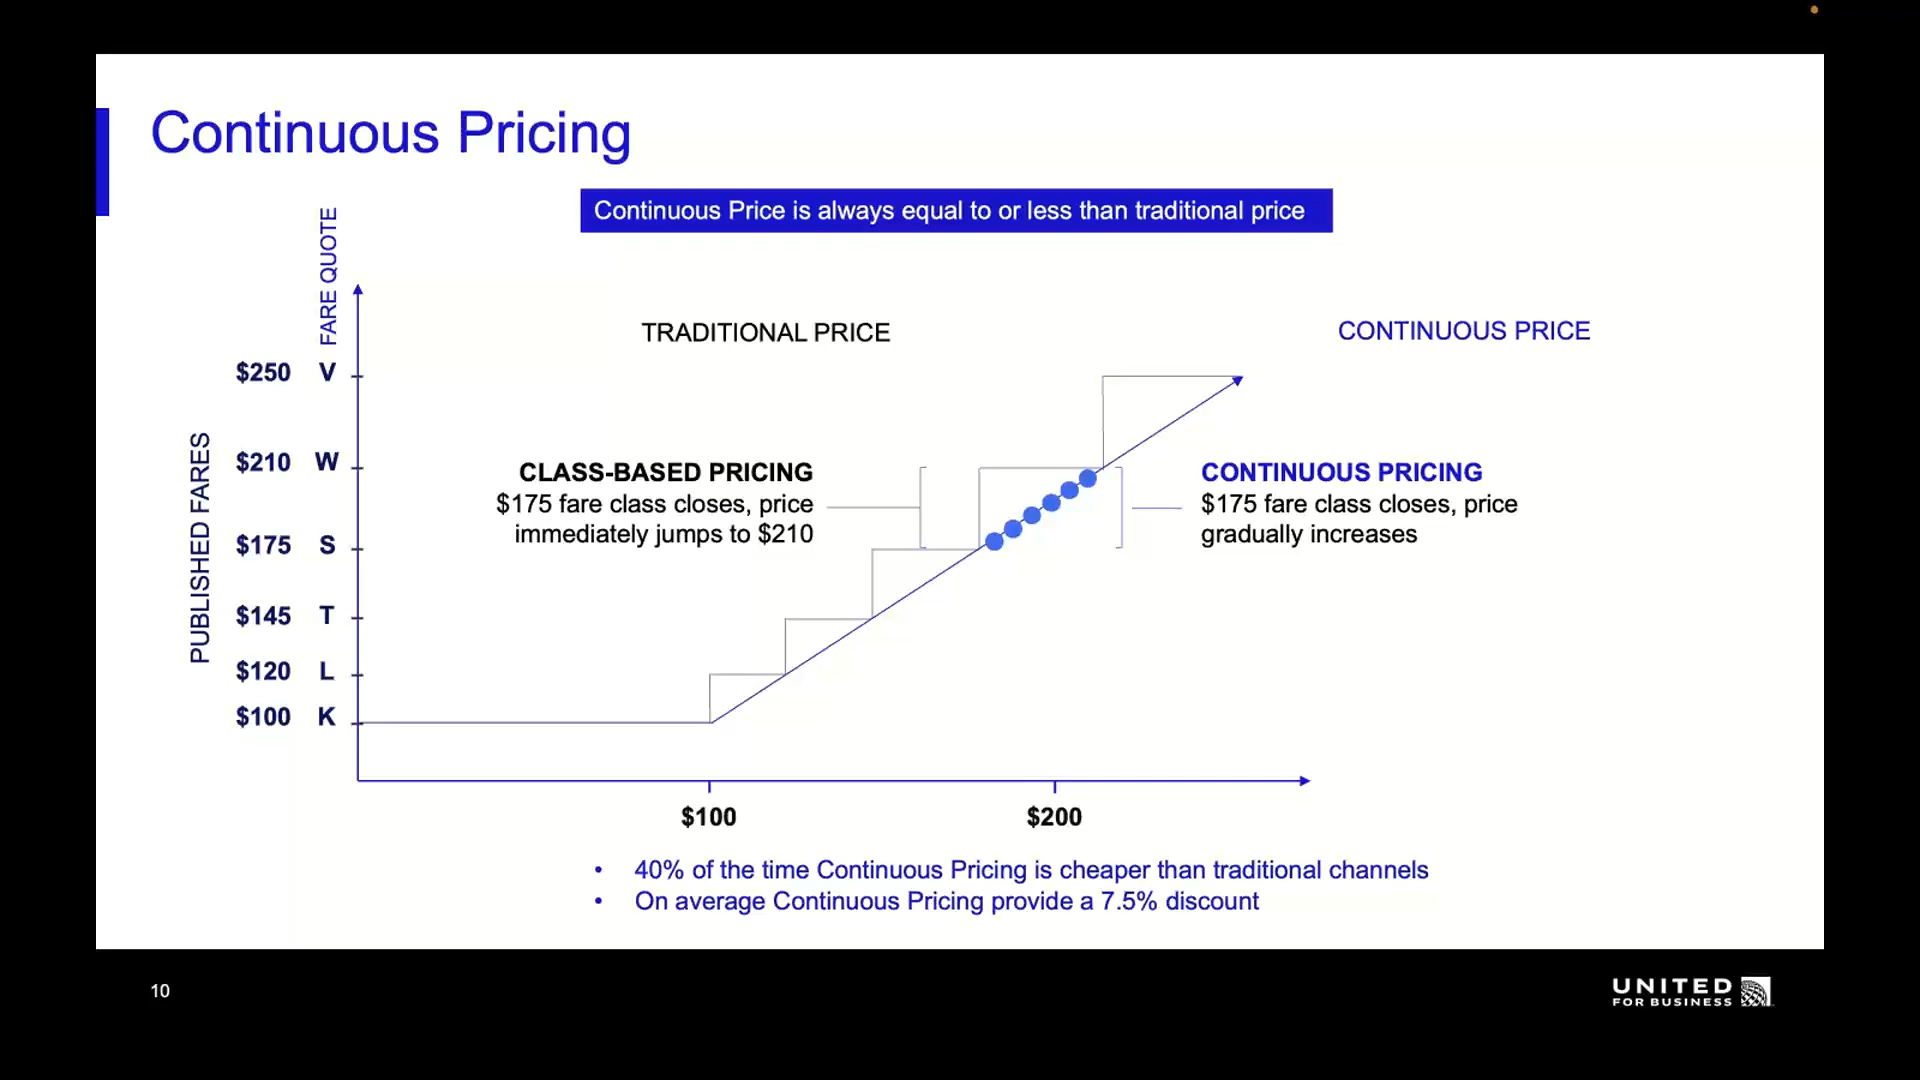 Continuous Pricing
Continuous Price is always equal to or less than traditional price
FARE QUOTE
TRADITIONAL PRICE
CONTINUOUS PRICE
PUBLISHED FARES
$250 V
$210 W
$175 S
$145 T
$120 L
$100 K
CLASS-BASED PRICING
$175 fare class closes, price
immediately jumps to $210
CONTINUOUS PRICING
$175 fare class closes, price
gradually increases
$100
$200
• 40% of the time Continuous Pricing is cheaper than traditional channels
• On average Continuous Pricing provide a 7.5% discount
10
UNITED
FOR BUSINESS